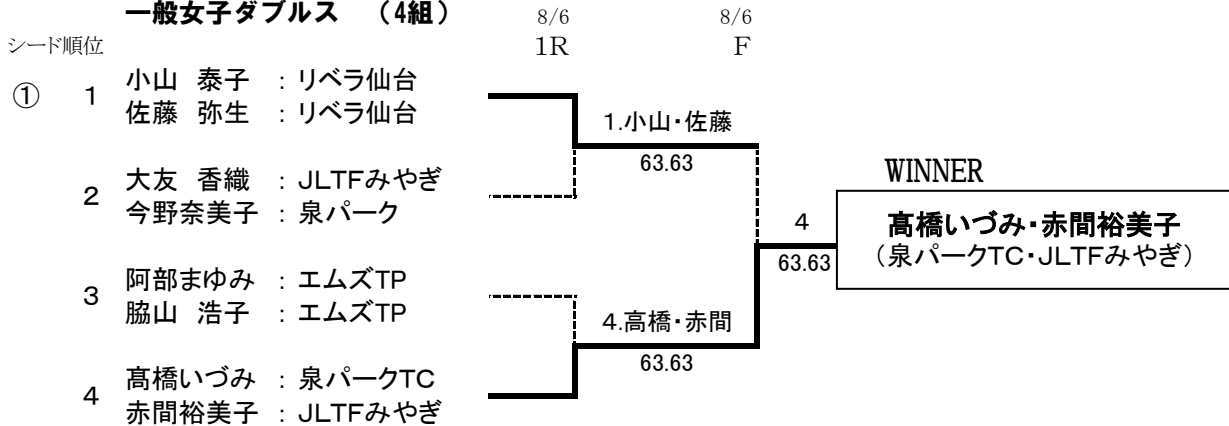 一般女子ダブルス （4組）
8/6 8/6
シード順位 1R F
① 1 小山 泰子 : リベラ仙台
佐藤 弥生 : リベラ仙台
1.小山・佐藤
63.63
2 大友 香織 : JLTFみやぎ
今野奈美子 : 泉パーク
WINNER
4 髙橋いづみ・赤間裕美子
63.63 （泉パークTC・JLTFみやぎ）
3 阿部まゆみ : エムズTP
脇山 浩子 : エムズTP
4.高橋・赤間
63.63
4 髙橋いづみ : 泉パークTC
赤間裕美子 : JLTFみやぎ